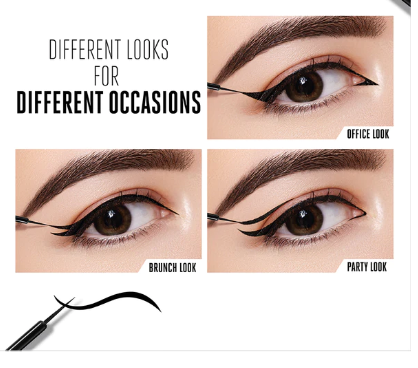 DIFFERENT LOOKS
FOR
DIFFERENT OCCASIONS
OFFICE LOOK
BRUNCH LOOK
PARTY LOOK